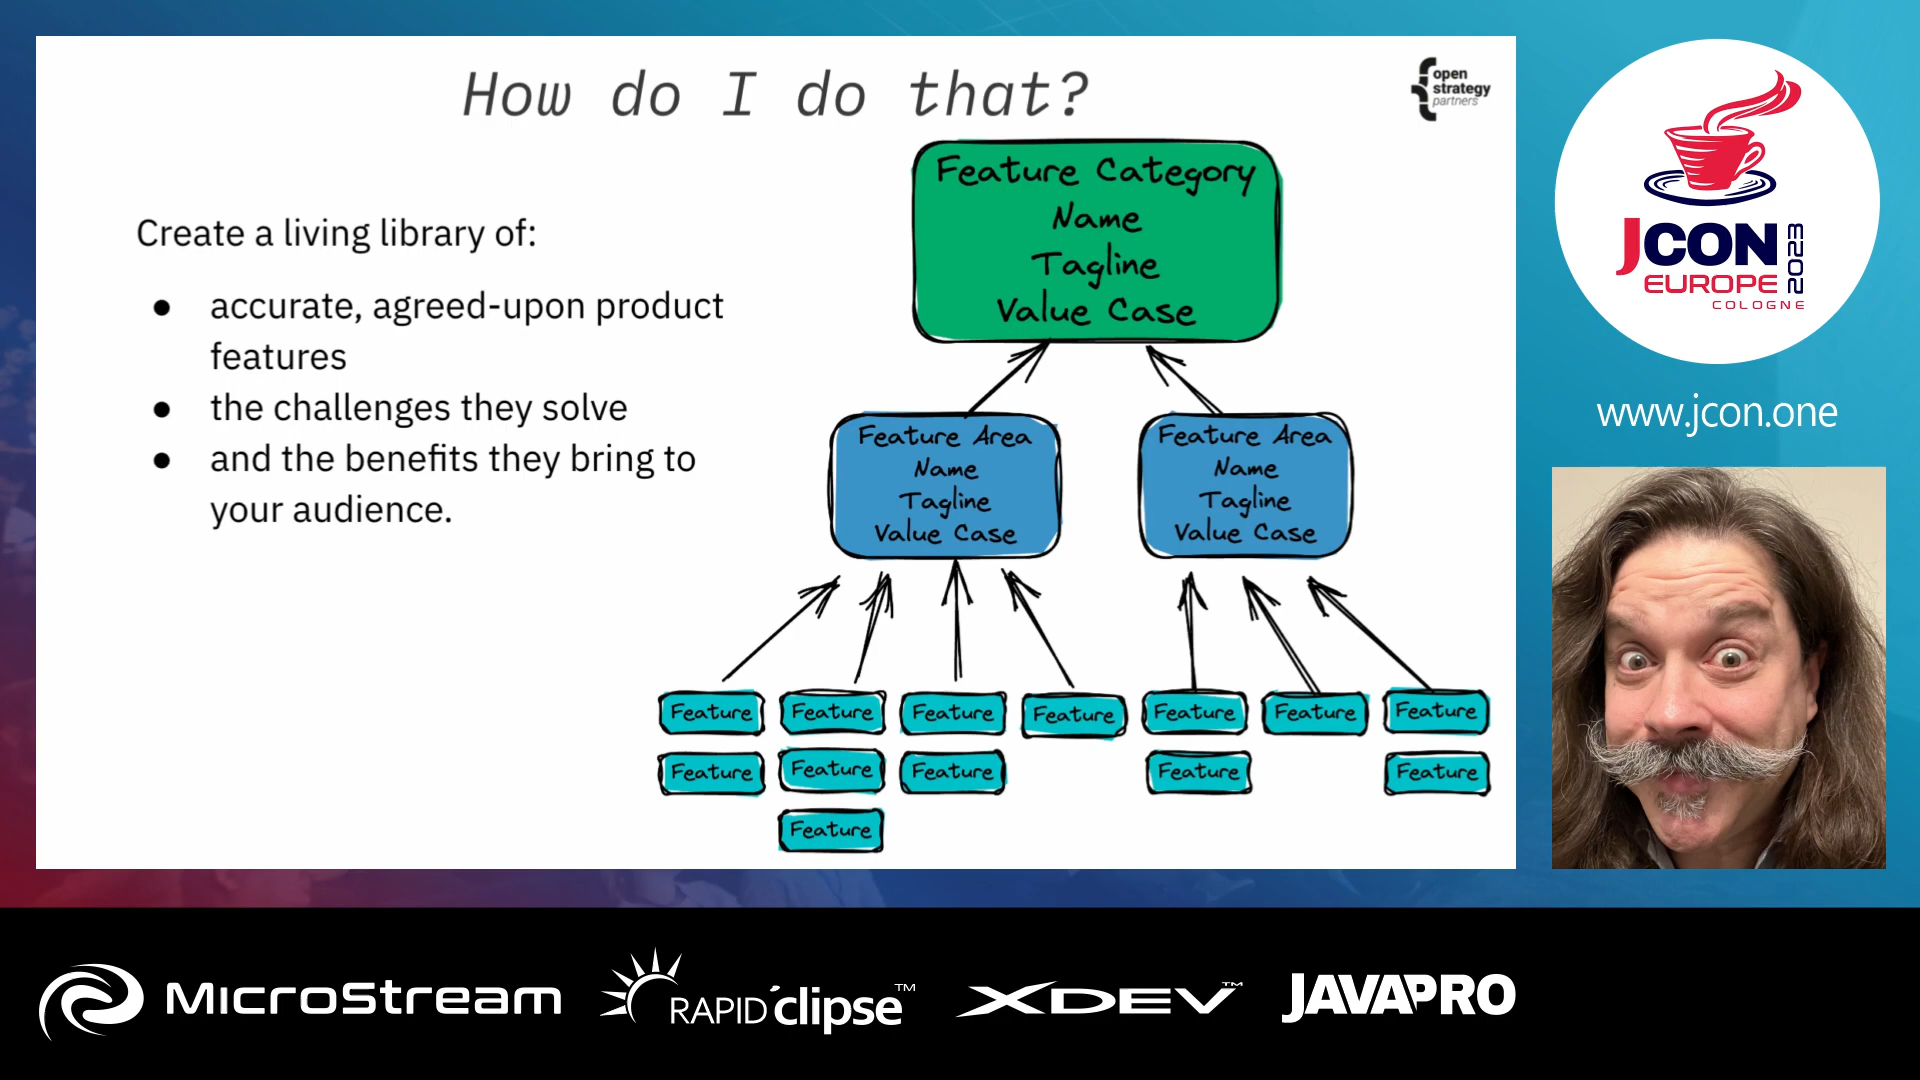 How do I do that?
open
strategy
partners
Create a living library of:
● accurate, agreed-upon product
features
● the challenges they solve
● and the benefits they bring to
your audience.
Feature Category
Name
Tagline
Value Case
Feature Area
Name
Tagline
Value Case
Feature Area
Name
Tagline
Value Case
Feature Feature Feature Feature Feature Feature Feature
Feature Feature Feature Feature Feature
Feature
JCON
EUROPE
2023
COLOGNE
www.jcon.one
MicroStream
RAPID'clipse™
XDEV™
JAVAPRO